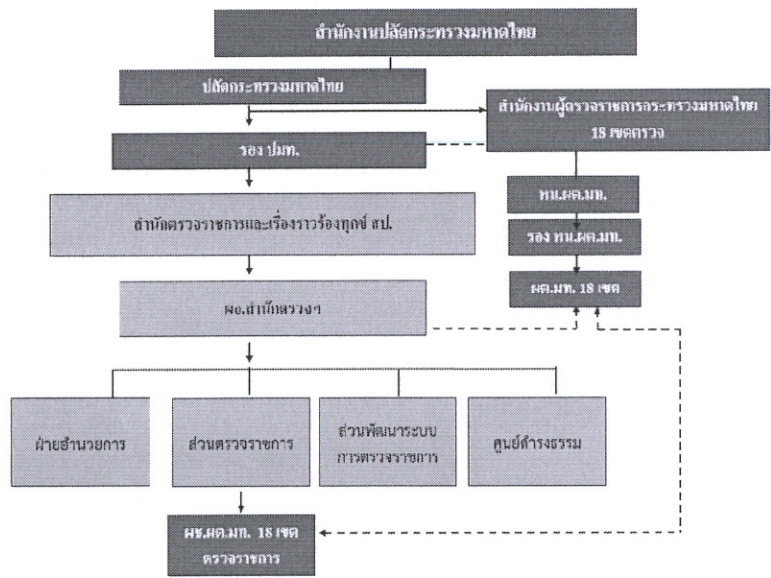 สำนักงานปลัดกระทรวงมหาดไทย
ปลัดกระทรวงมหาดไทย
สำนักงานผู้ตรวจราชการกระทรวงมหาดไทย
18 เขตตรวจ
รอง ปมท.
หน.ผต.มท.
สำนักตรวจราชการและเรื่องราวร้องทุกข์ สป.
รอง หน.ผต.มท.
ผต.มท. 18 เขต
ผอ.สำนักตรวจฯ
ฝ่ายอำนวยการ
ส่วนตรวจราชการ
ส่วนพัฒนาระบบ
การตรวจราชการ
ศูนย์ดำรงธรรม
ผช.ผต.มท. 18 เขต
ตรวจราชการ